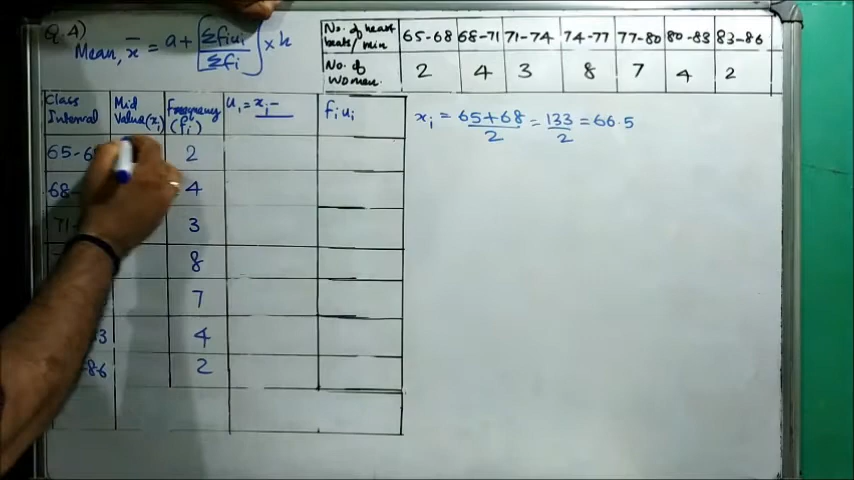 Q.4)
Mean, x̄ = a + [Σfiui / Σfi] × h
No. of heart beats/min 65-68 68-71 71-74 74-77 77-80 80-83 83-86
No. of Women 2 4 3 8 7 4 2
Class Interval Mid Value (xi) Frequency (fi) ui = xi- fiui
65-6 2
68- 4
71 3
8
7
3 4
86 2
xi = 65+68 / 2 = 133 / 2 = 66.5